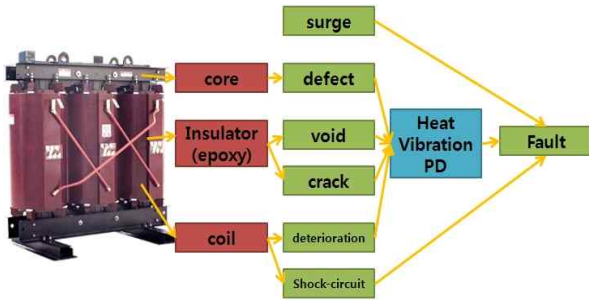 surge
core
defect
Insulator
(epoxy)
void
crack
Heat
Vibration
PD
Fault
coil
deterioration
Shock-circuit